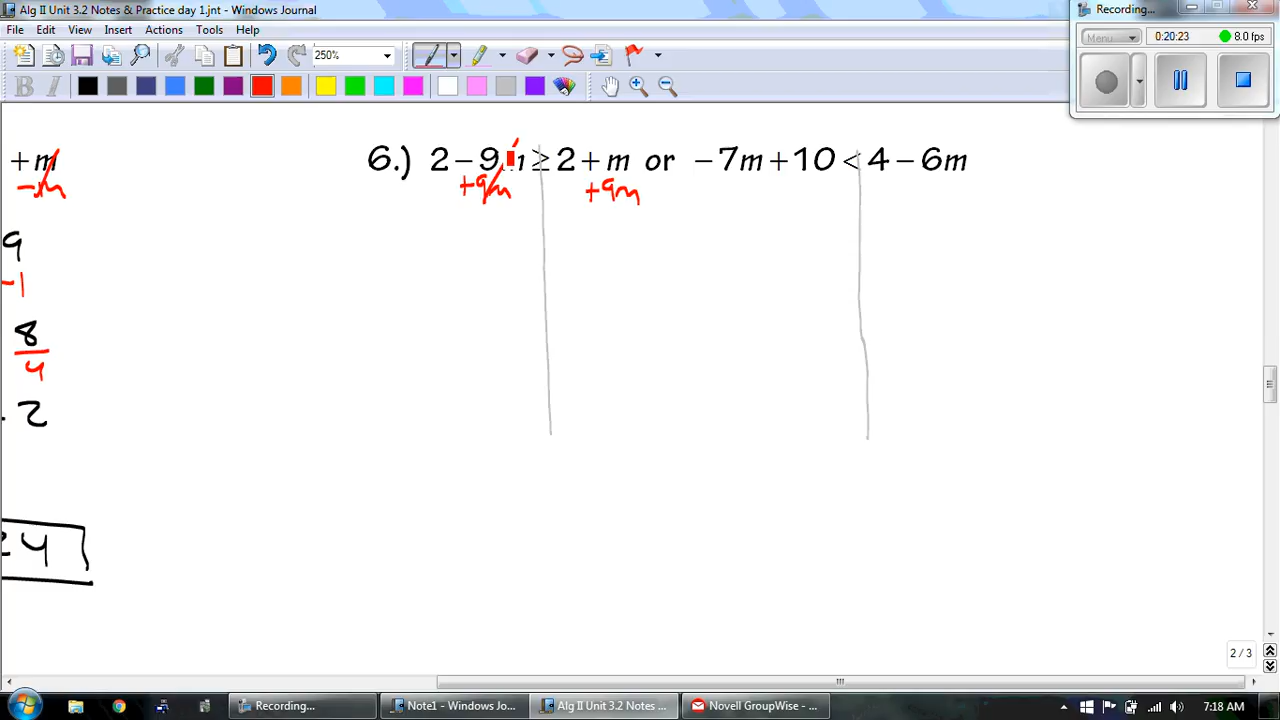 Alg II Unit 3.2 Notes & Practice day 1.jnt - Windows Journal
Recording...
File Edit View Insert Actions Tools Help
Menu
0:20:23
8.0 fps
250%
B I
+m
-m
6.) 2-9m ≥ 2+m or -7m+10 < 4-6m
+9m +9m
9
-1
8
4
2
24
2 / 3
Recording...
Note1 - Windows Jo...
Alg II Unit 3.2 Notes ...
Novell GroupWise - ...
7:18 AM